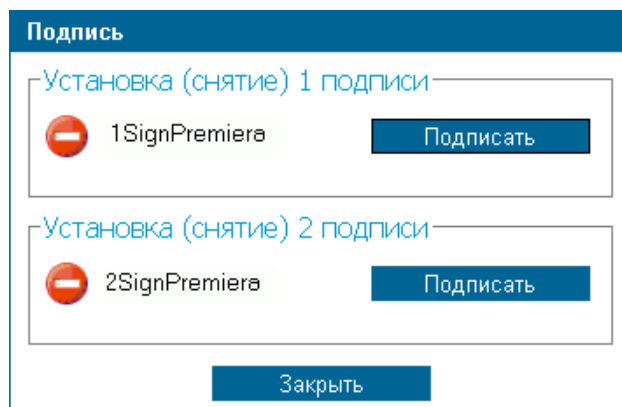 Подпись
Установка (снятие) 1 подписи
1SignPremiera Подписать
Установка (снятие) 2 подписи
2SignPremiera Подписать
Закрыть